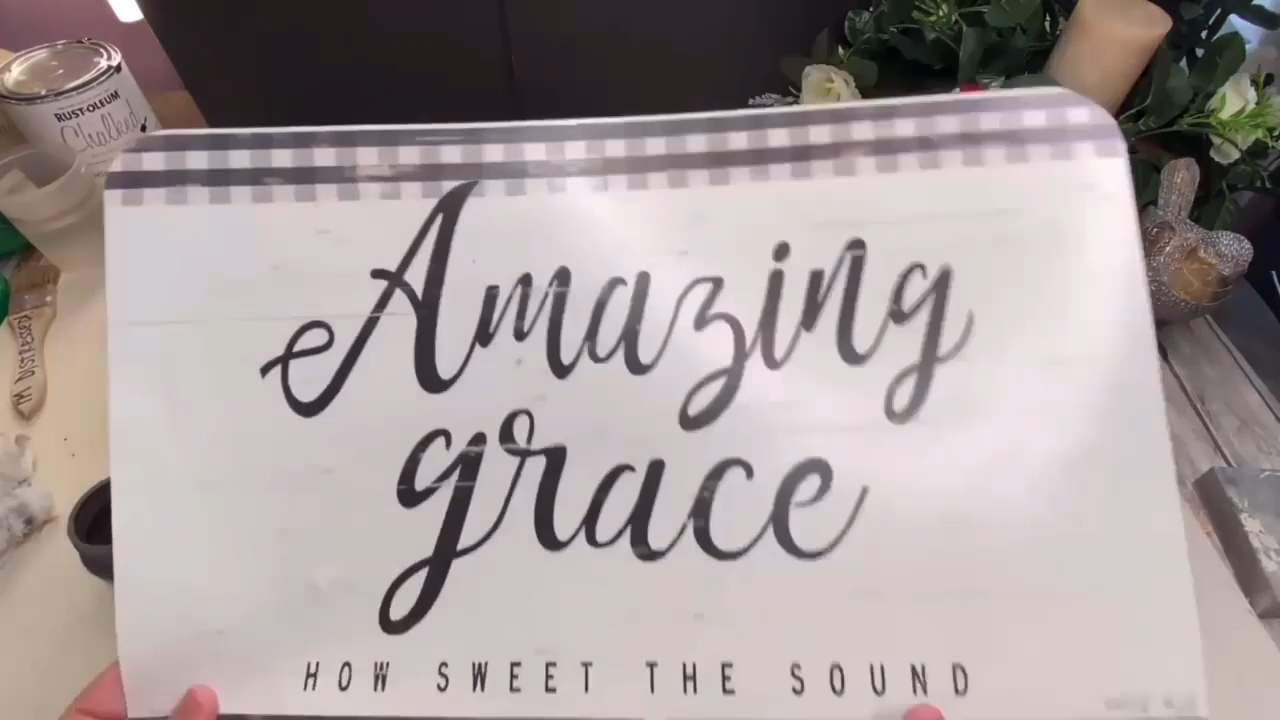 RUST-OLEUM
Chalked
Amazing
grace
HOW SWEET THE SOUND
I'M DISTRESSED